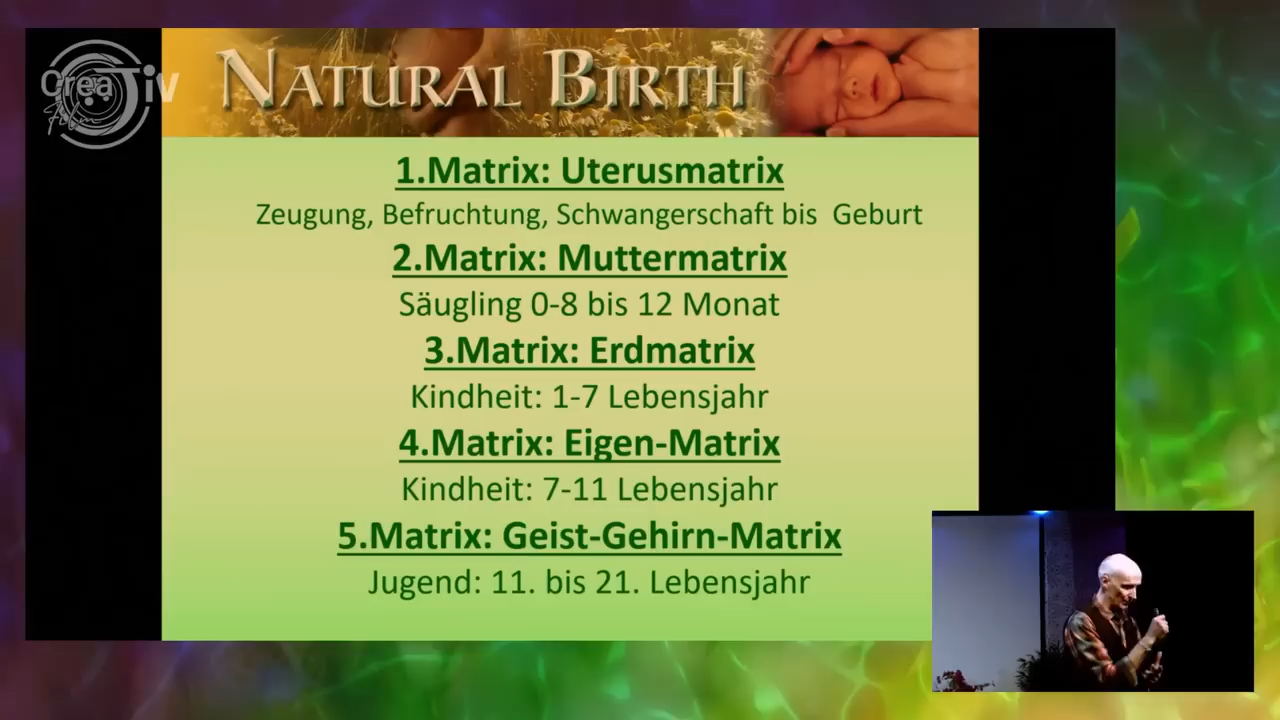 CreaTiv
Film
NATURAL BIRTH
1.Matrix: Uterusmatrix
Zeugung, Befruchtung, Schwangerschaft bis  Geburt
2.Matrix: Muttermatrix
Säugling 0-8 bis 12 Monat
3.Matrix: Erdmatrix
Kindheit: 1-7 Lebensjahr
4.Matrix: Eigen-Matrix
Kindheit: 7-11 Lebensjahr
5.Matrix: Geist-Gehirn-Matrix
Jugend: 11. bis 21. Lebensjahr